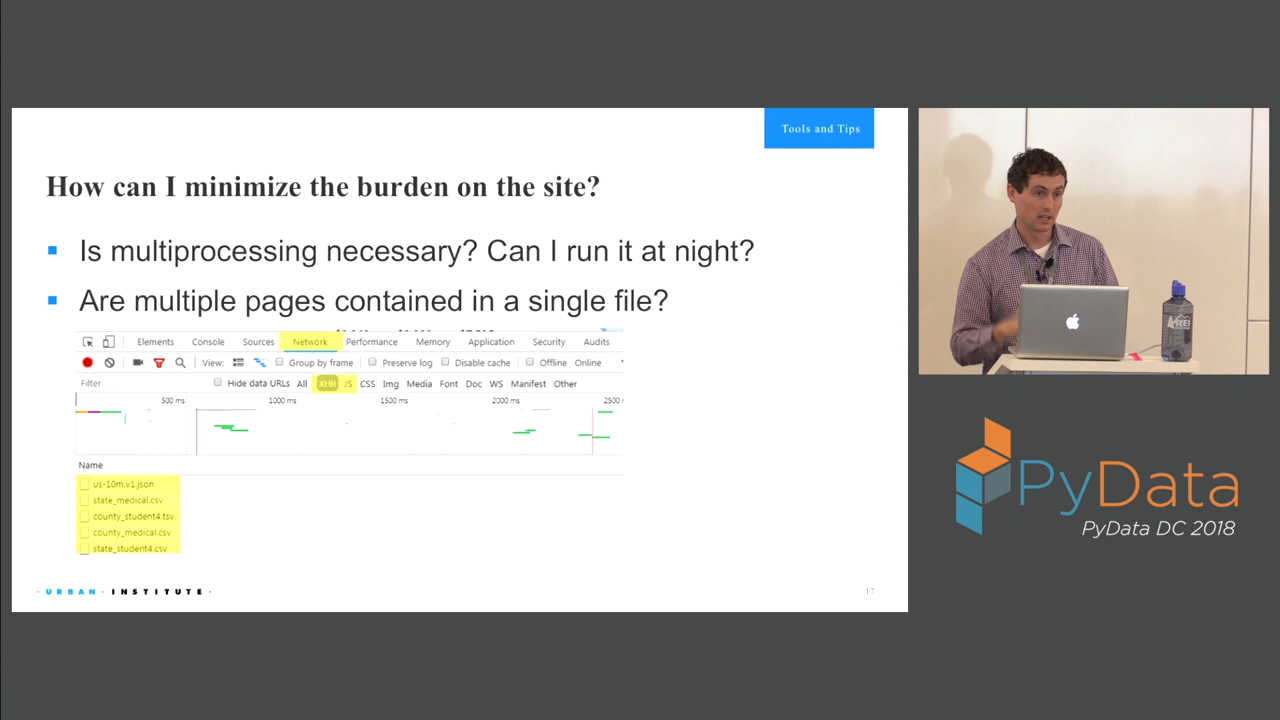 Tools and Tips
How can I minimize the burden on the site?
Is multiprocessing necessary? Can I run it at night?
Are multiple pages contained in a single file?
Elements Console Sources Network Performance Memory Application Security Audits
View: Group by frame Preserve log Disable cache Offline Online
Filter Hide data URLs All XHR JS CSS Img Media Font Doc WS Manifest Other
500 ms 1000 ms 1500 ms 2000 ms 2500
Name
us-10m.v1.json
state_medical.csv
county_student4.tsv
county_medical.csv
state_student4.csv
URBAN · INSTITUTE
17
REI
PyData
PyData DC 2018